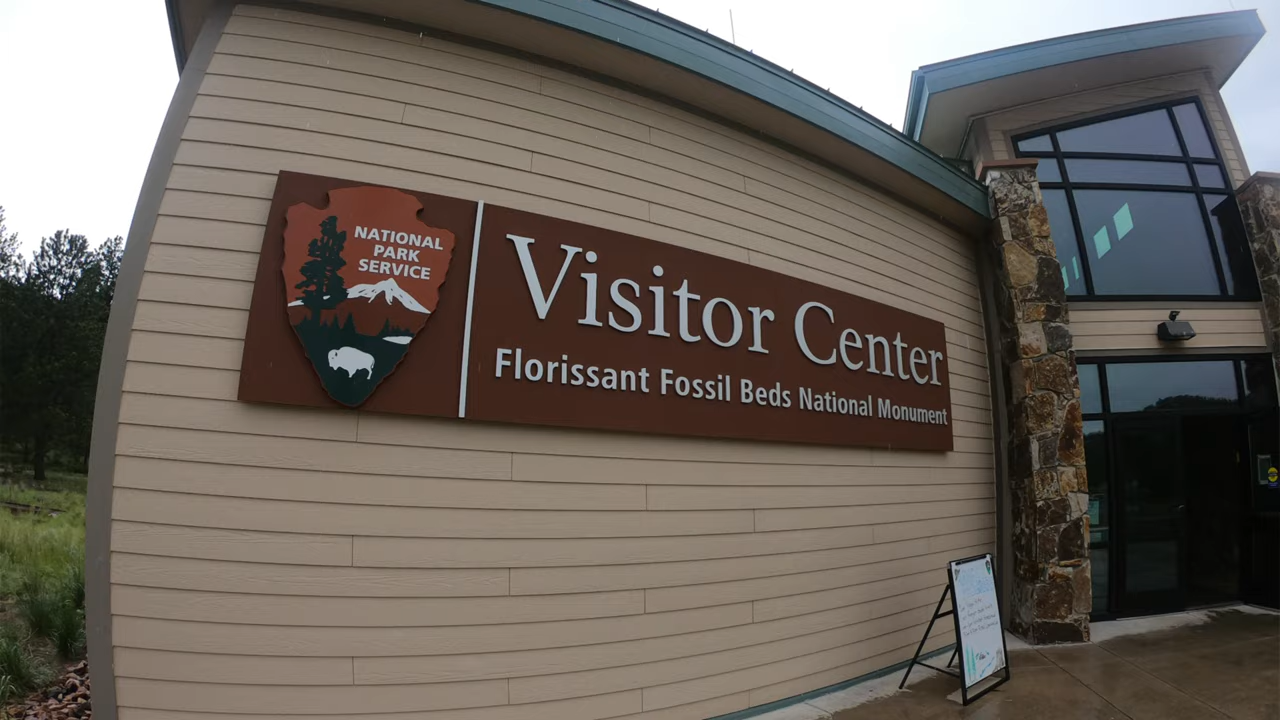 NATIONAL
PARK
SERVICE
Visitor Center
Florissant Fossil Beds National Monument